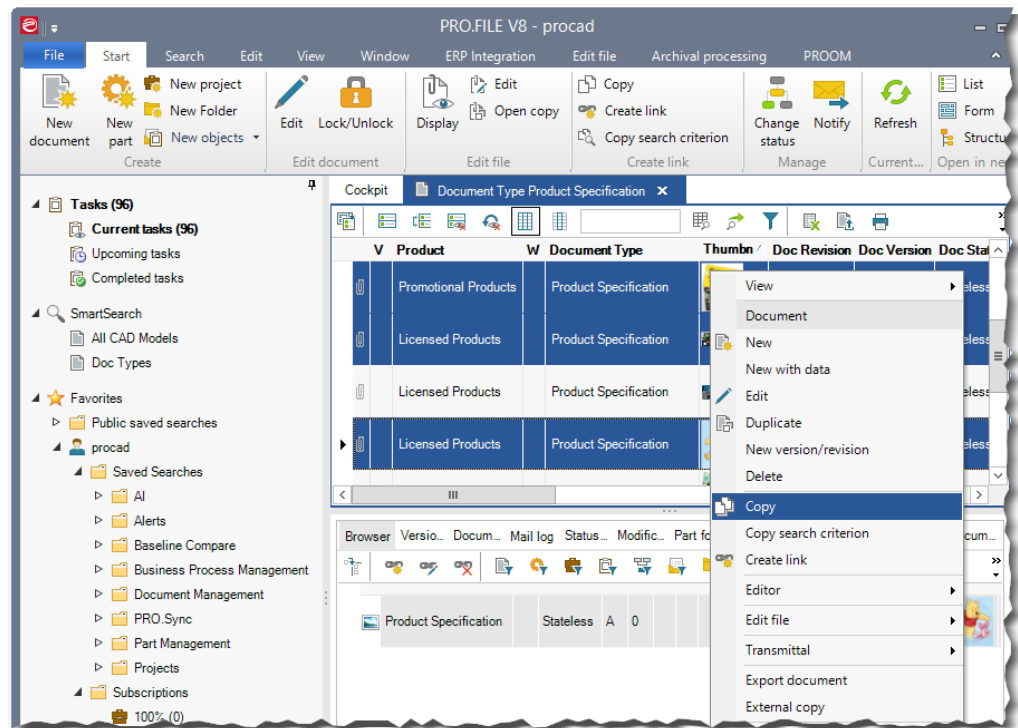 PRO.FILE V8 - procad
File Start Search Edit View Window ERP Integration Edit file Archival processing PROOM
New document
New part
New project
New Folder
New objects
Create
Edit
Lock/Unlock
Edit document
Display
Edit
Open copy
Edit file
Copy
Create link
Copy search criterion
Create link
Change status
Notify
Manage
Refresh
Current...
List
Form
Structu
Open in ne
Tasks (96)
Current tasks (96)
Upcoming tasks
Completed tasks
SmartSearch
All CAD Models
Doc Types
Favorites
Public saved searches
procad
Saved Searches
AI
Alerts
Baseline Compare
Business Process Management
Document Management
PRO.Sync
Part Management
Projects
Subscriptions
100% (0)
Cockpit Document Type Product Specification
V Product W Document Type Thumbn Doc Revision Doc Version Doc Stat
Promotional Products Product Specification eless
Licensed Products Product Specification eless
Licensed Products Product Specification eless
Licensed Products Product Specification eless
Browser Versio... Docum... Mail log Status... Modific... Part fo cum...
Product Specification Stateless A 0
View
Document
New
New with data
Edit
Duplicate
New version/revision
Delete
Copy
Copy search criterion
Create link
Editor
Edit file
Transmittal
Export document
External copy